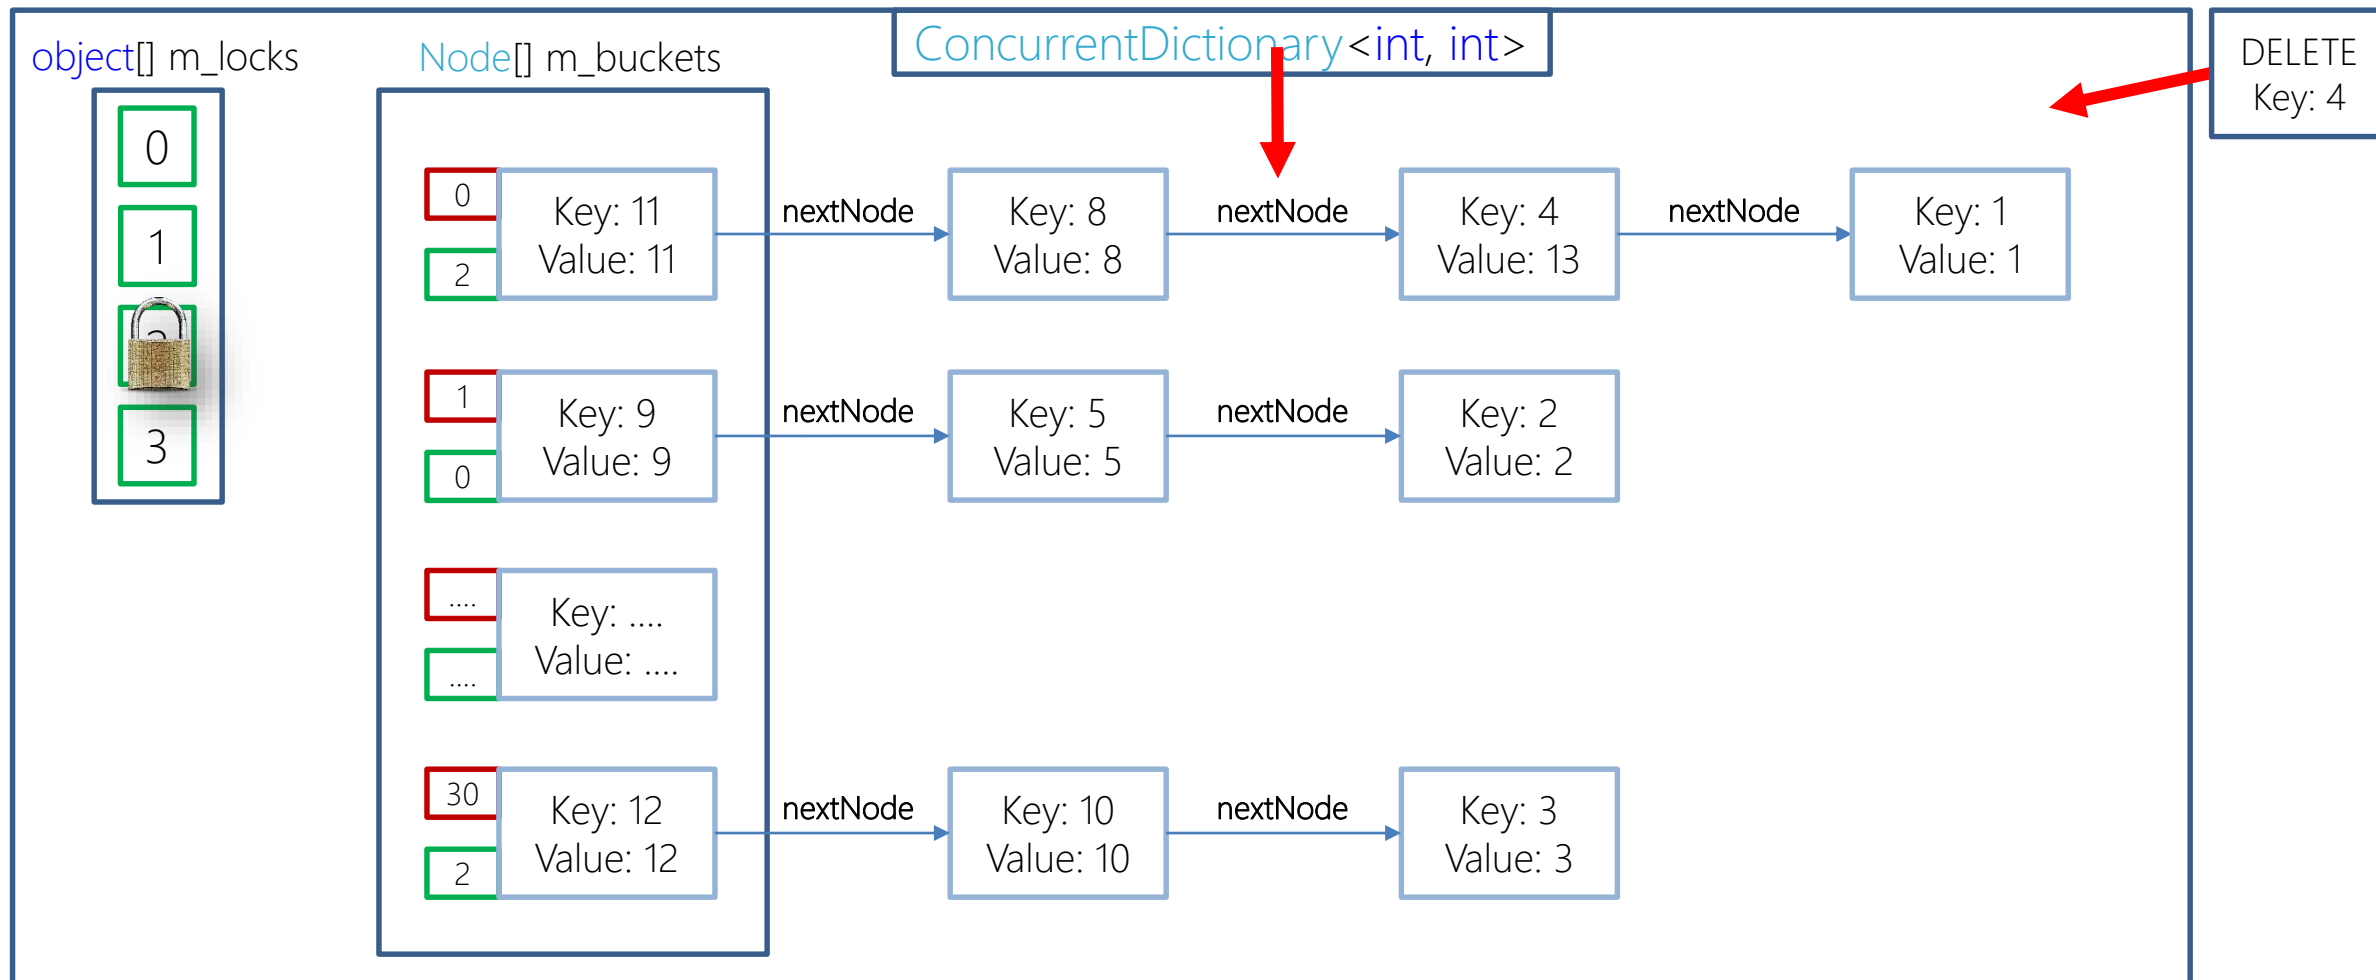 ConcurrentDictionary<int, int>
DELETE
Key: 4
object[] m_locks
0
1
3
Node[] m_buckets
0
2
Key: 11
Value: 11
nextNode
Key: 8
Value: 8
nextNode
Key: 4
Value: 13
nextNode
Key: 1
Value: 1
1
0
Key: 9
Value: 9
nextNode
Key: 5
Value: 5
nextNode
Key: 2
Value: 2
....
....
Key: ....
Value: ....
30
2
Key: 12
Value: 12
nextNode
Key: 10
Value: 10
nextNode
Key: 3
Value: 3